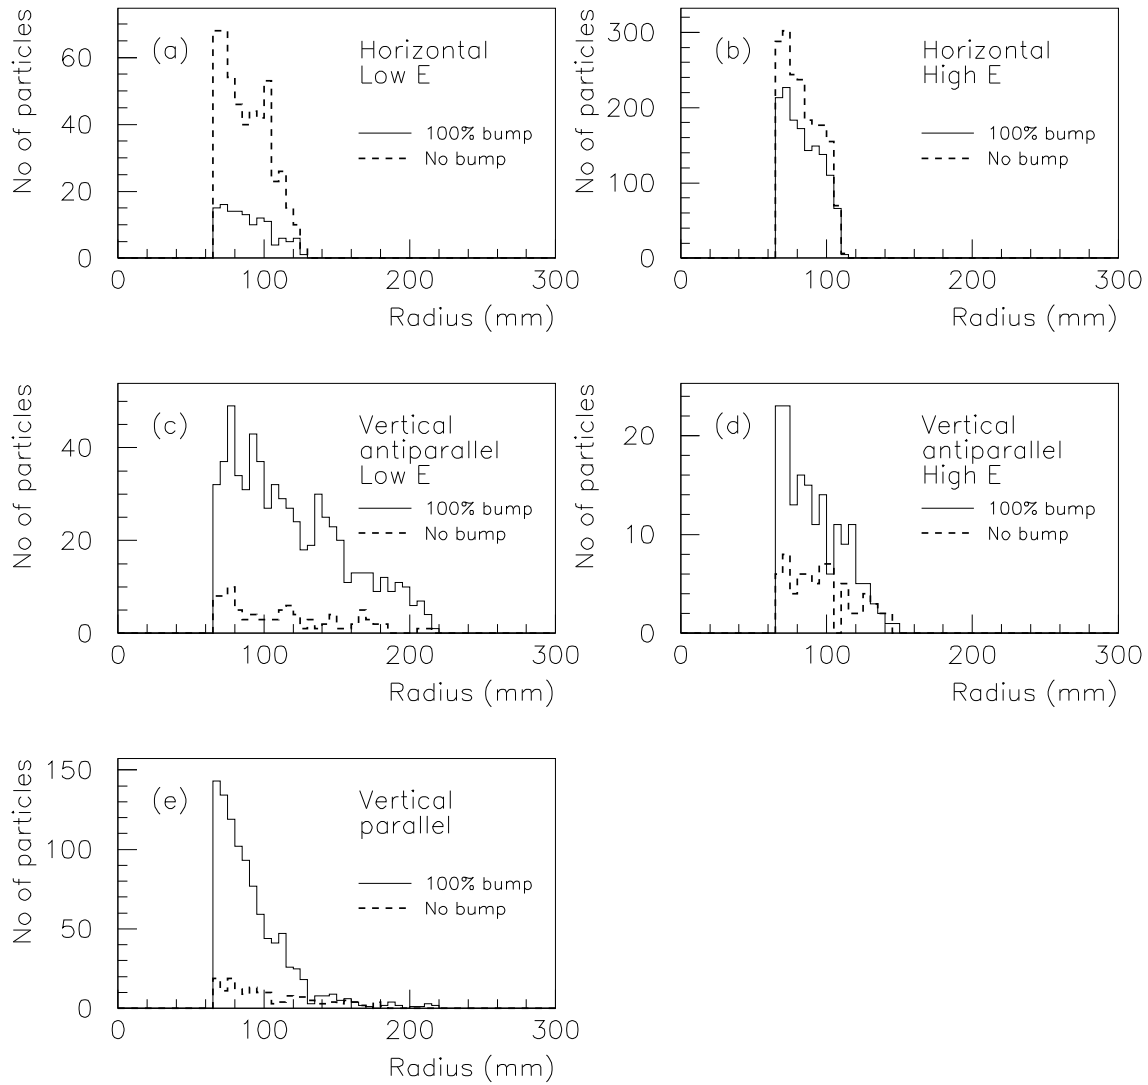 No of particles
60
40
20
0
(a)
Horizontal
Low E
100% bump
No bump
0
100
200
300
Radius (mm)
No of particles
300
200
100
0
(b)
Horizontal
High E
100% bump
No bump
0
100
200
300
Radius (mm)
No of particles
40
20
0
(c)
Vertical
antiparallel
Low E
100% bump
No bump
0
100
200
300
Radius (mm)
No of particles
20
10
0
(d)
Vertical
antiparallel
High E
100% bump
No bump
0
100
200
300
Radius (mm)
No of particles
150
100
50
0
(e)
Vertical
parallel
100% bump
No bump
0
100
200
300
Radius (mm)